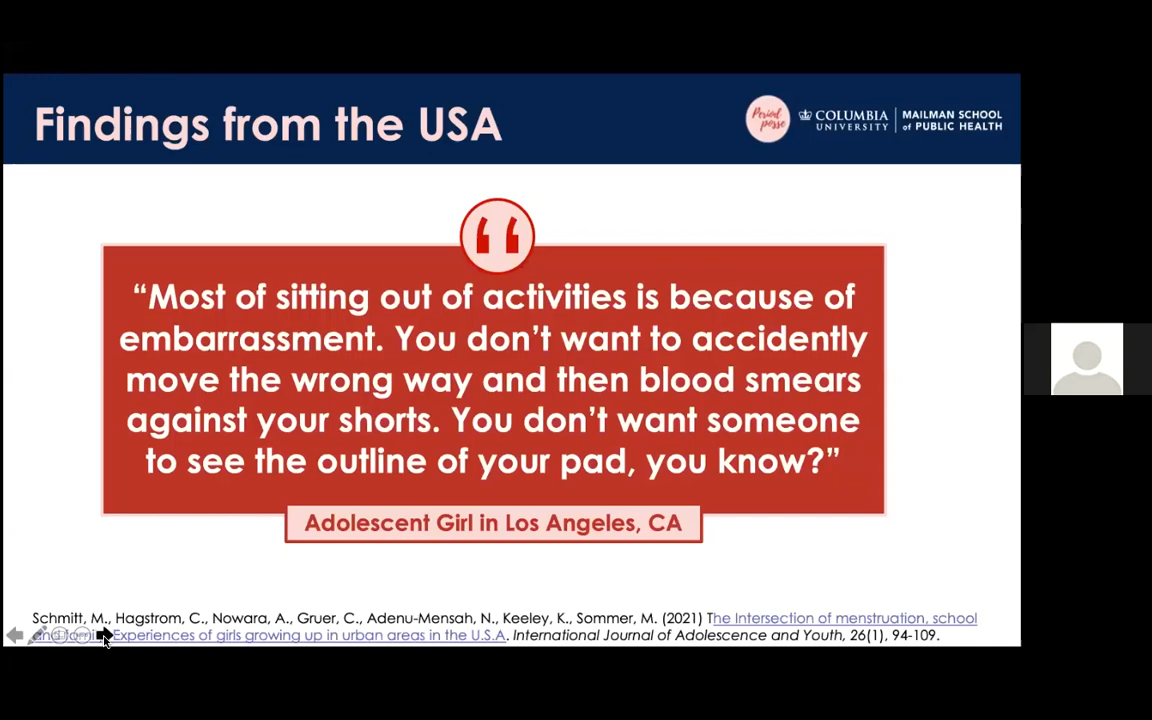 Findings from the USA
Period posse
COLUMBIA UNIVERSITY
MAILMAN SCHOOL of PUBLIC HEALTH
“Most of sitting out of activities is because of
embarrassment. You don’t want to accidently
move the wrong way and then blood smears
against your shorts. You don’t want someone
to see the outline of your pad, you know?”
Adolescent Girl in Los Angeles, CA
Schmitt, M., Hagstrom, C., Nowara, A., Gruer, C., Adenu-Mensah, N., Keeley, K., Sommer, M. (2021) The Intersection of menstruation, school
Experiences of girls growing up in urban areas in the U.S.A. International Journal of Adolescence and Youth, 26(1), 94-109.